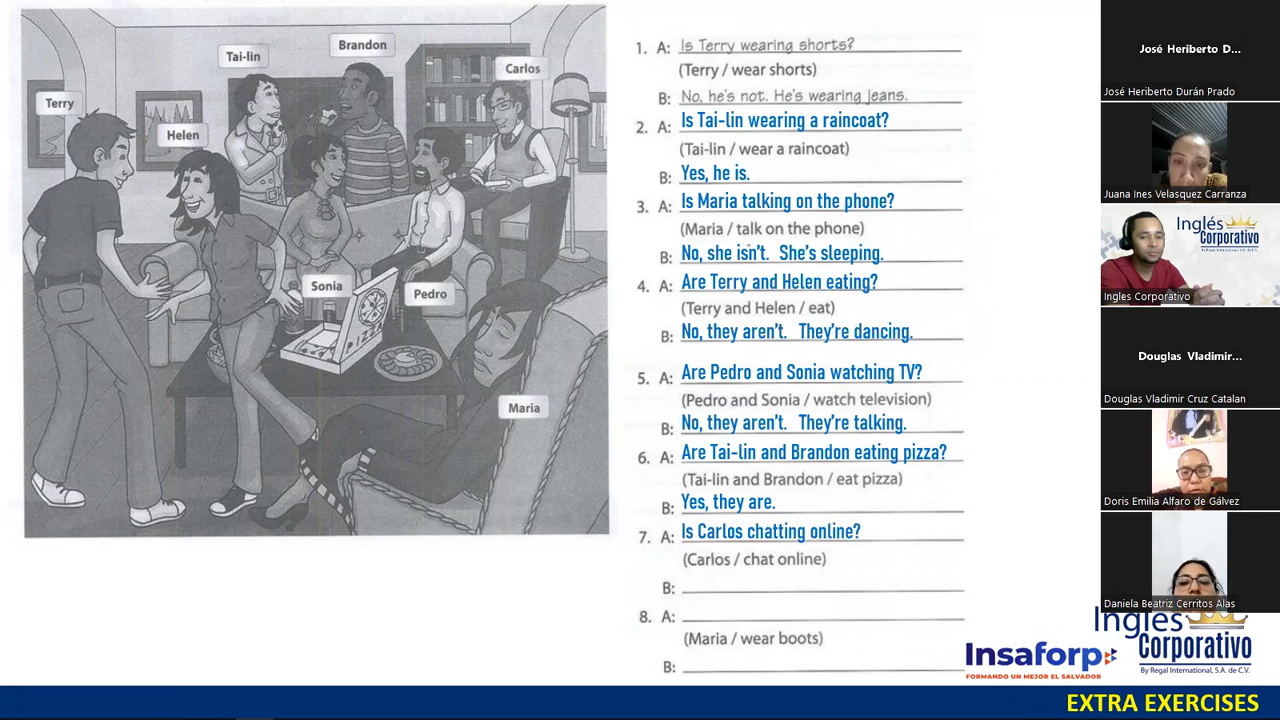 Tai-lin
Brandon
Carlos
Terry
Helen
Sonia
Pedro
Maria
1. A: Is Terry wearing shorts?
(Terry / wear shorts)
B: No, he's not. He's wearing jeans.
2. A: Is Tai-lin wearing a raincoat?
(Tai-lin / wear a raincoat)
B: Yes, he is.
3. A: Is Maria talking on the phone?
(Maria / talk on the phone)
B: No, she isn't. She's sleeping.
4. A: Are Terry and Helen eating?
(Terry and Helen / eat)
B: No, they aren't. They're dancing.
5. A: Are Pedro and Sonia watching TV?
(Pedro and Sonia / watch television)
B: No, they aren't. They're talking.
6. A: Are Tai-lin and Brandon eating pizza?
(Tai-lin and Brandon / eat pizza)
B: Yes, they are.
7. A: Is Carlos chatting online?
(Carlos / chat online)
B:
8. A:
(Maria / wear boots)
B:
PIZZA
José Heriberto D...
José Heriberto Durán Prado
Juana Ines Velasquez Carranza
Inglés
Corporativo
By Regal International, S.A. de C.V.
Ingles Corporativo
Douglas Vladimir...
Douglas Vladimir Cruz Catalan
Doris Emilia Alfaro de Gálvez
Daniela Beatriz Cerritos Alas
Insaforp
FORMANDO UN MEJOR EL SALVADOR
Inglés
Corporativo
By Regal International, S.A. de C.V.
EXTRA EXERCISES